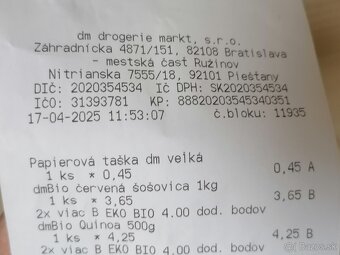 dm drogerie markt, s.r.o.
Záhradnícka 4871/151, 82108 Bratislava
- mestská časť Ružinov
Nitrianska 7555/18, 92101 Piešťany
DIČ: 2020354534 IČ DPH: SK2020354534
IČO: 31393781 KP: 8882020354534​0351
17-04-2025 11:53:07 č.bloku: 11935
Papierová taška dm veľká
1 ks * 0,45 0,45 A
dmBio červená šošovica 1kg
1 ks * 3,65 3,65 B
2x viac B EKO BIO 4.00 dod. bodov
dmBio Quinoa 500g
1 ks * 4,25 4,25 B
2x viac B EKO BIO 4.00 dod. bodov
bazos.sk